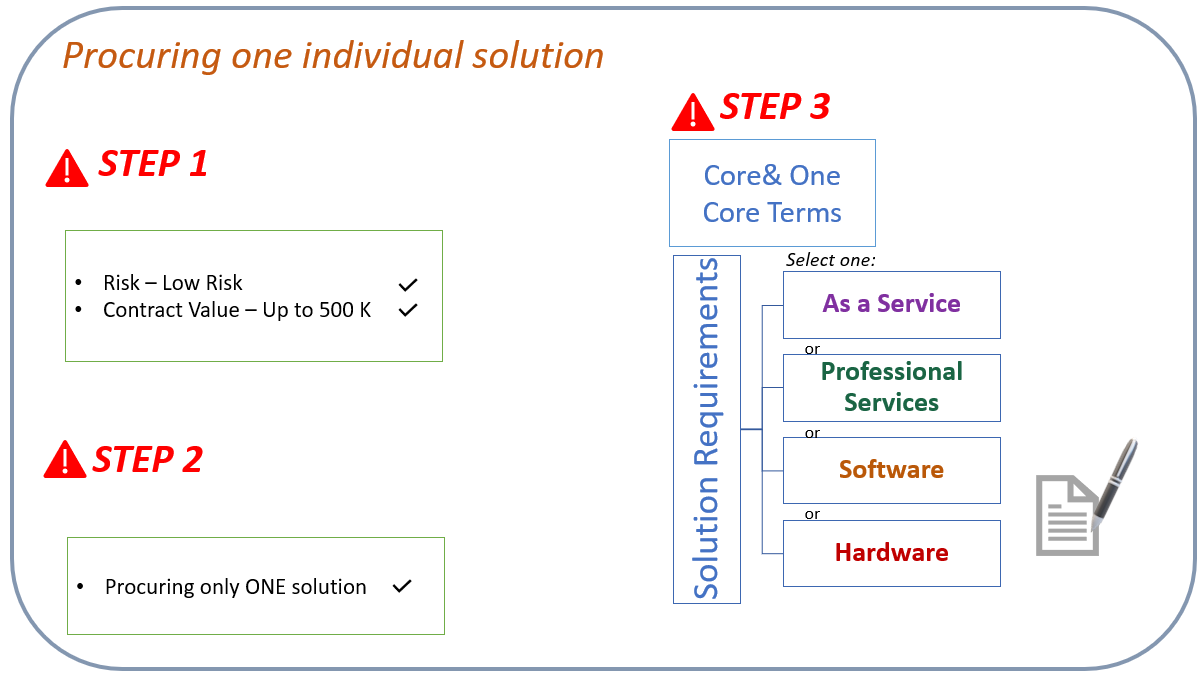 Procuring one individual solution
STEP 1
• Risk – Low Risk ✓
• Contract Value – Up to 500 K ✓
STEP 2
• Procuring only ONE solution ✓
STEP 3
Core& One
Core Terms
Solution Requirements
Select one:
As a Service
or
Professional
Services
or
Software
or
Hardware